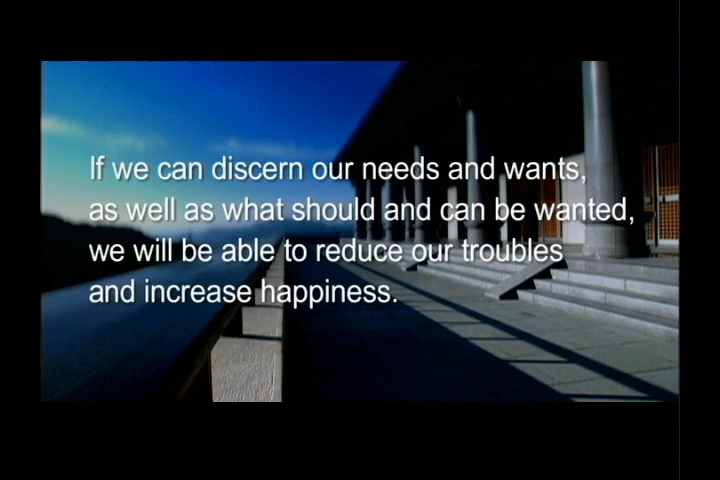 If we can discern our needs and wants,
as well as what should and can be wanted,
we will be able to reduce our troubles
and increase happiness.